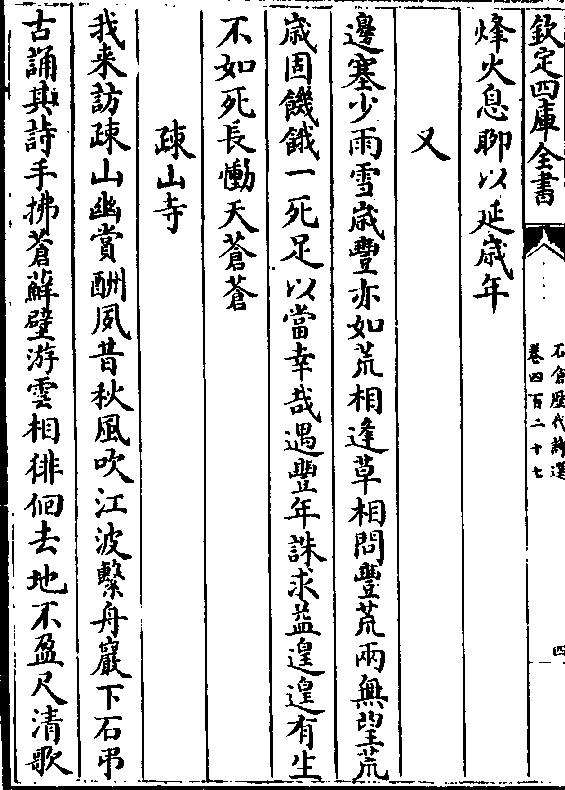 欽定四庫全書
石倉歷代詩選
卷四百二十七
四
烽火息聊以延歳年
又
邊塞少雨雪歳豐亦如荒相逢草相問豐荒兩無望荒
歳固饑餓一死足以當幸哉遇豐年誅求益遑遑有生
不如死長慟天蒼蒼
疎山寺
我来訪疎山幽賞酬夙昔秋風吹江波繫舟巖下石弔
古誦其詩手拂蒼蘚壁游雲相徘徊去地不盈尺清歌